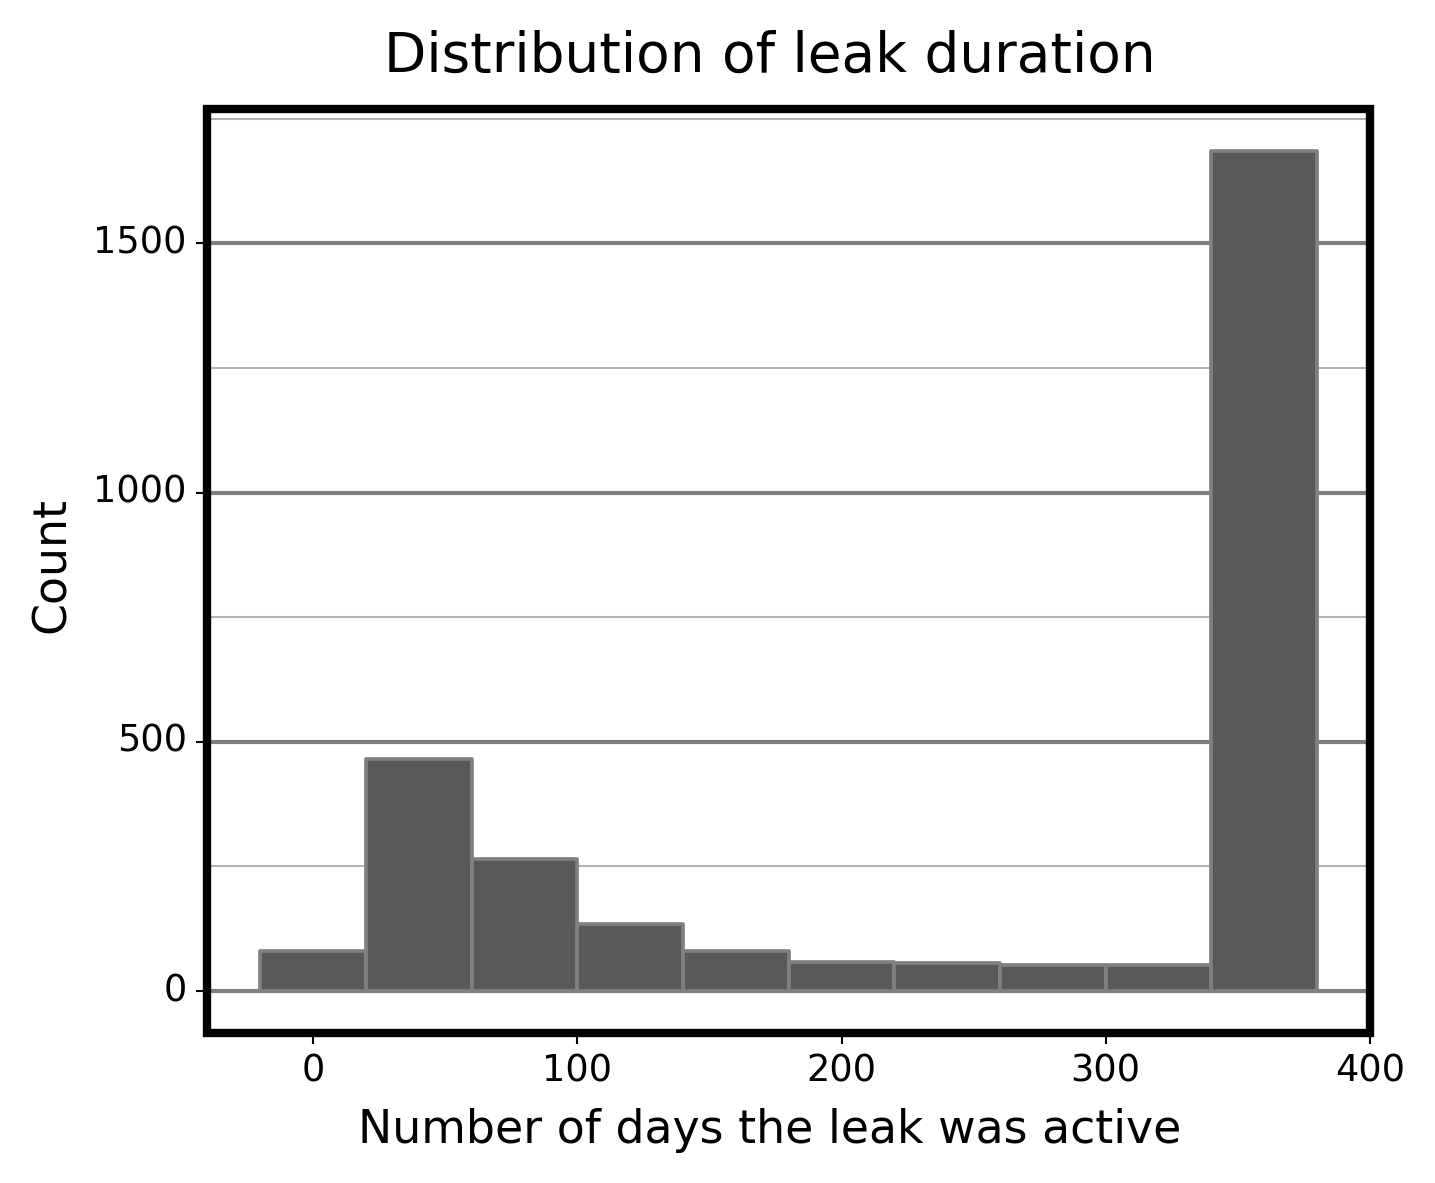 Distribution of leak duration
1500
1000
500
0
Count
0 100 200 300 400
Number of days the leak was active